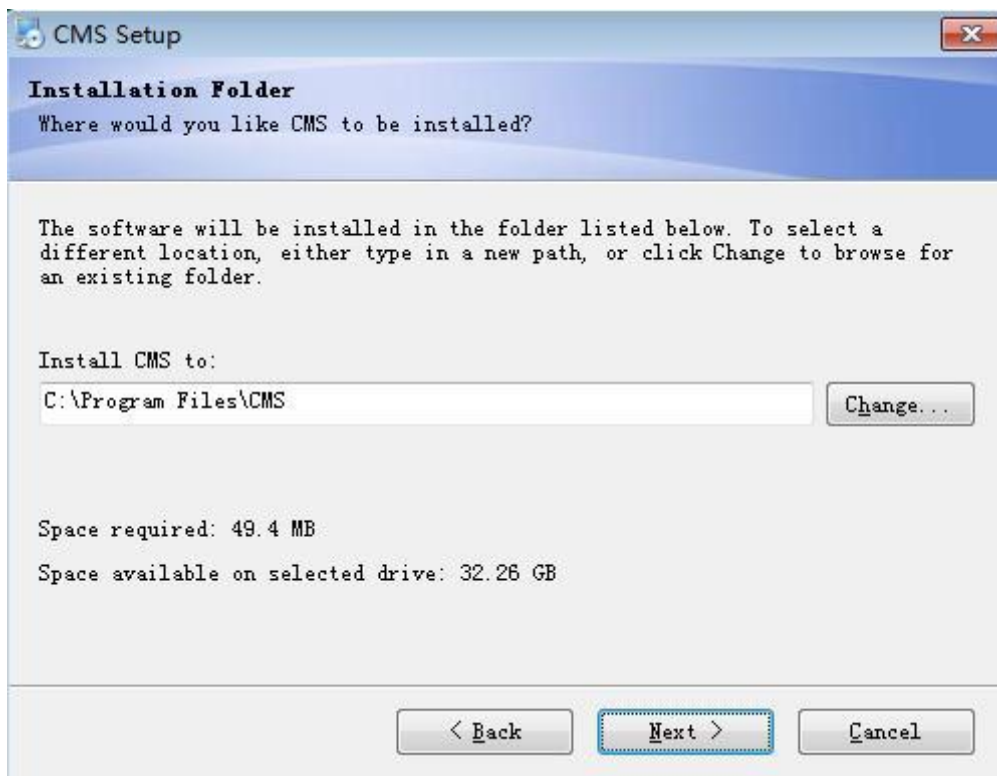 CMS Setup
Installation Folder
Where would you like CMS to be installed?
The software will be installed in the folder listed below. To select a
different location, either type in a new path, or click Change to browse for
an existing folder.
Install CMS to:
C:\Program Files\CMS
Change...
Space required: 49.4 MB
Space available on selected drive: 32.26 GB
< Back
Next >
Cancel